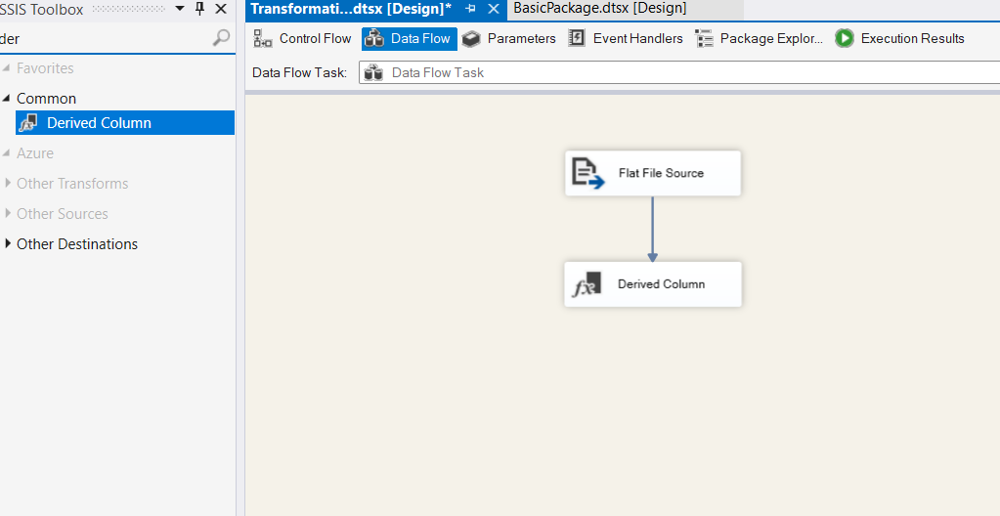 SSIS Toolbox
der
Favorites
Common
Derived Column
Azure
Other Transforms
Other Sources
Other Destinations
Transformati...dtsx [Design]*
BasicPackage.dtsx [Design]
Control Flow
Data Flow
Parameters
Event Handlers
Package Explor...
Execution Results
Data Flow Task:
Data Flow Task
Flat File Source
fx
Derived Column